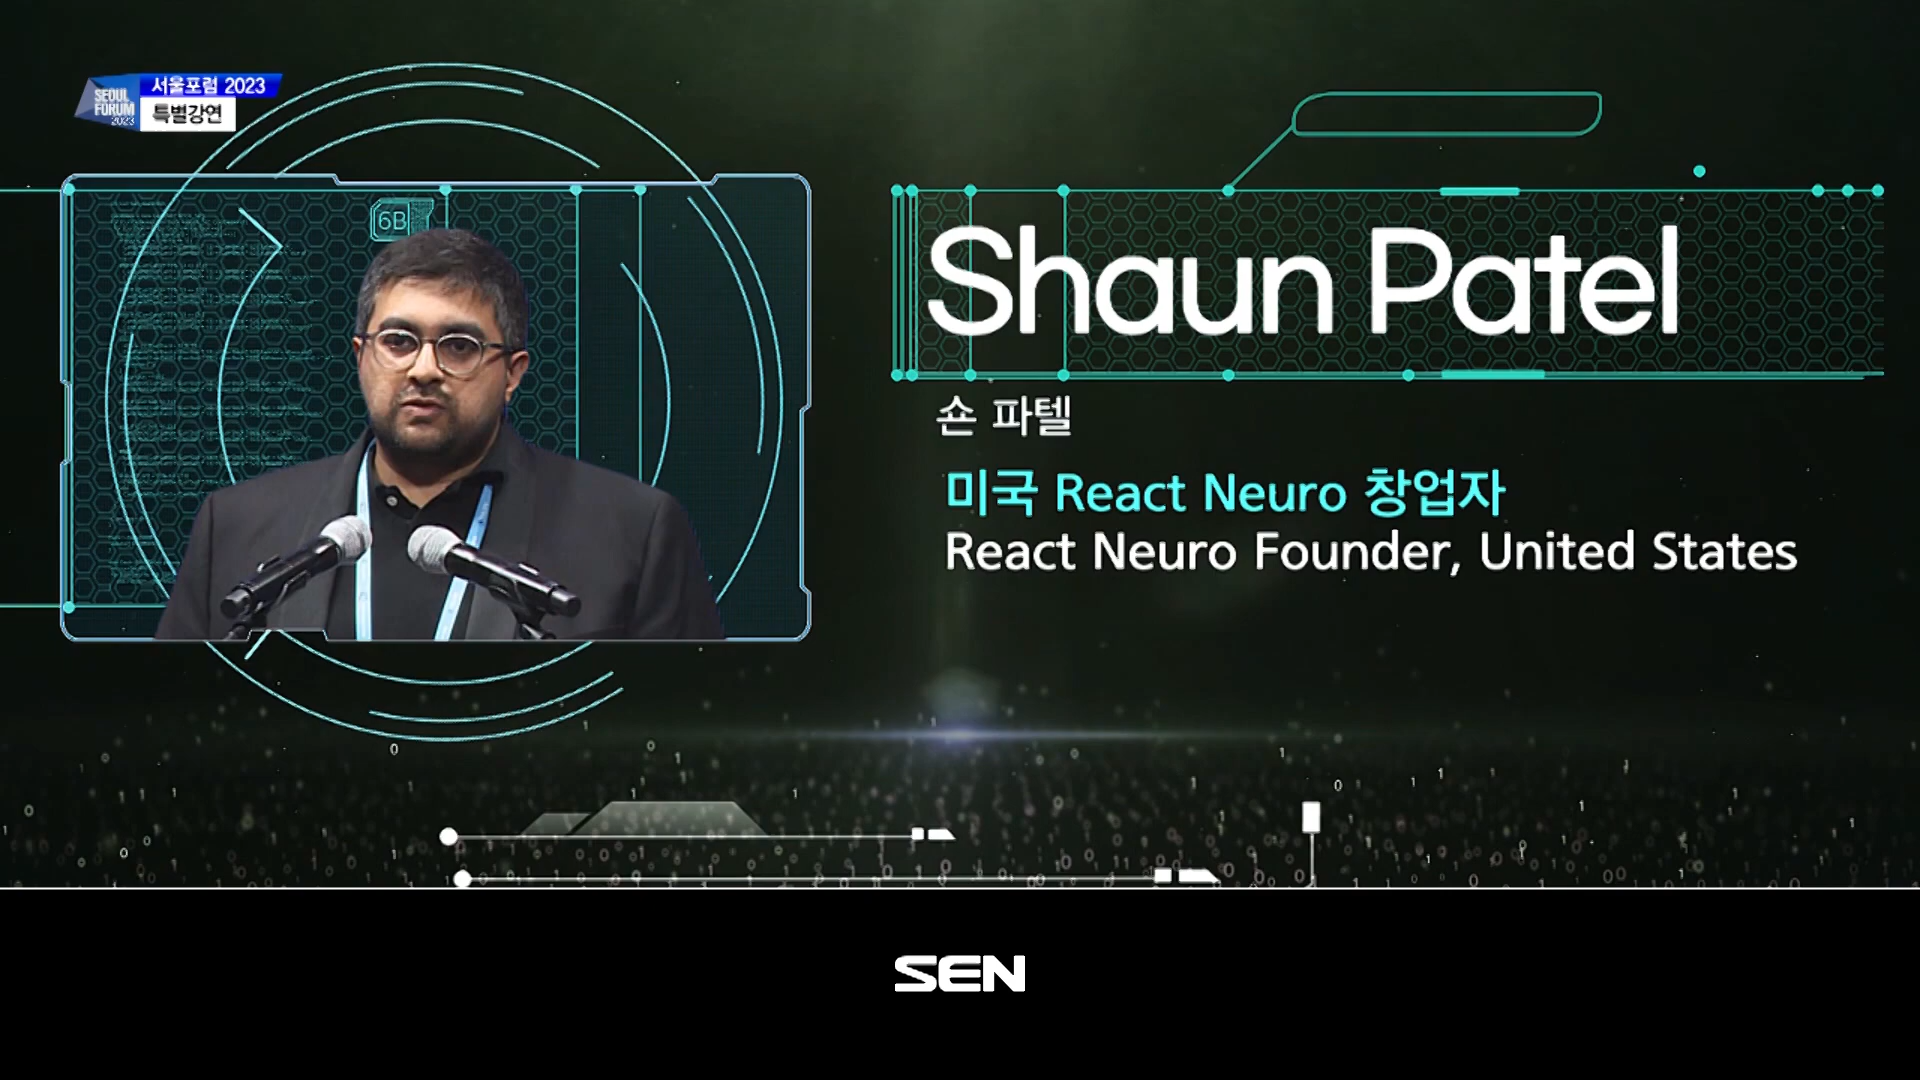 SEOUL
FORUM
2023
서울포럼 2023
특별강연
6B
Shaun Patel
숀 파텔
미국 React Neuro 창업자
React Neuro Founder, United States
SEN